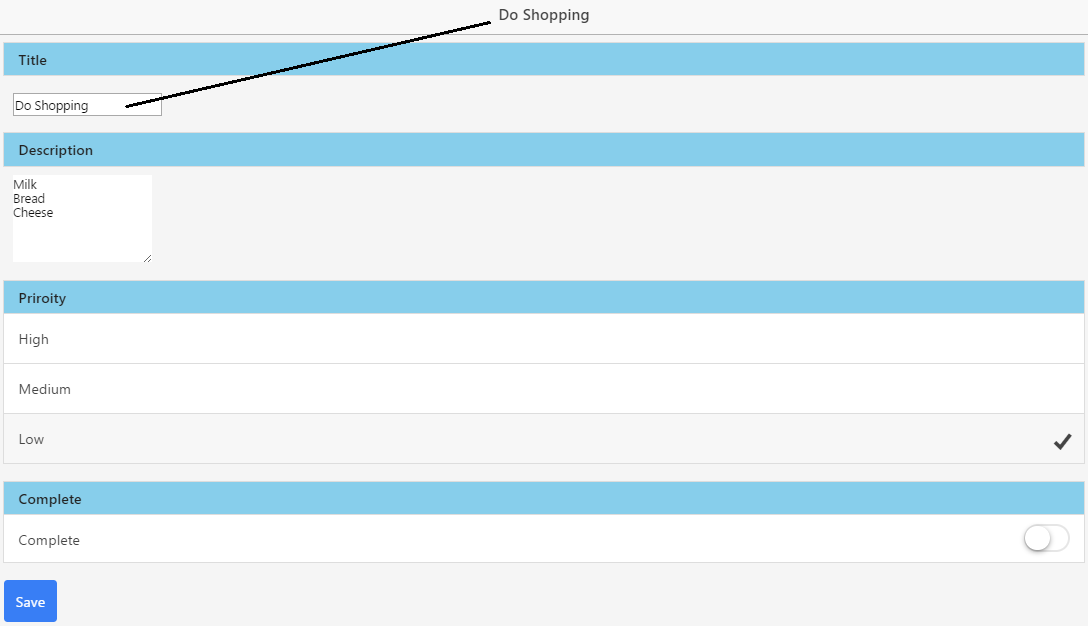 Do Shopping
Title
Do Shopping
Description
Milk
Bread
Cheese
Priroity
High
Medium
Low
Complete
Complete
Save